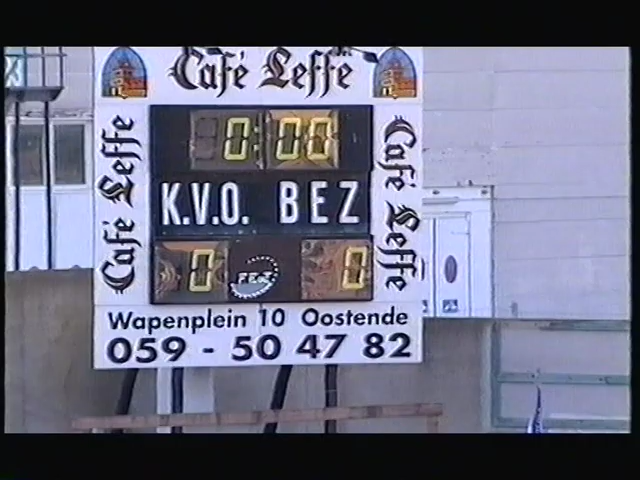 Café Leffe
Café Leffe
0:00
Café Leffe
K.V.O. BEZ
0 0
Wapenplein 10 Oostende
059 - 50 47 82